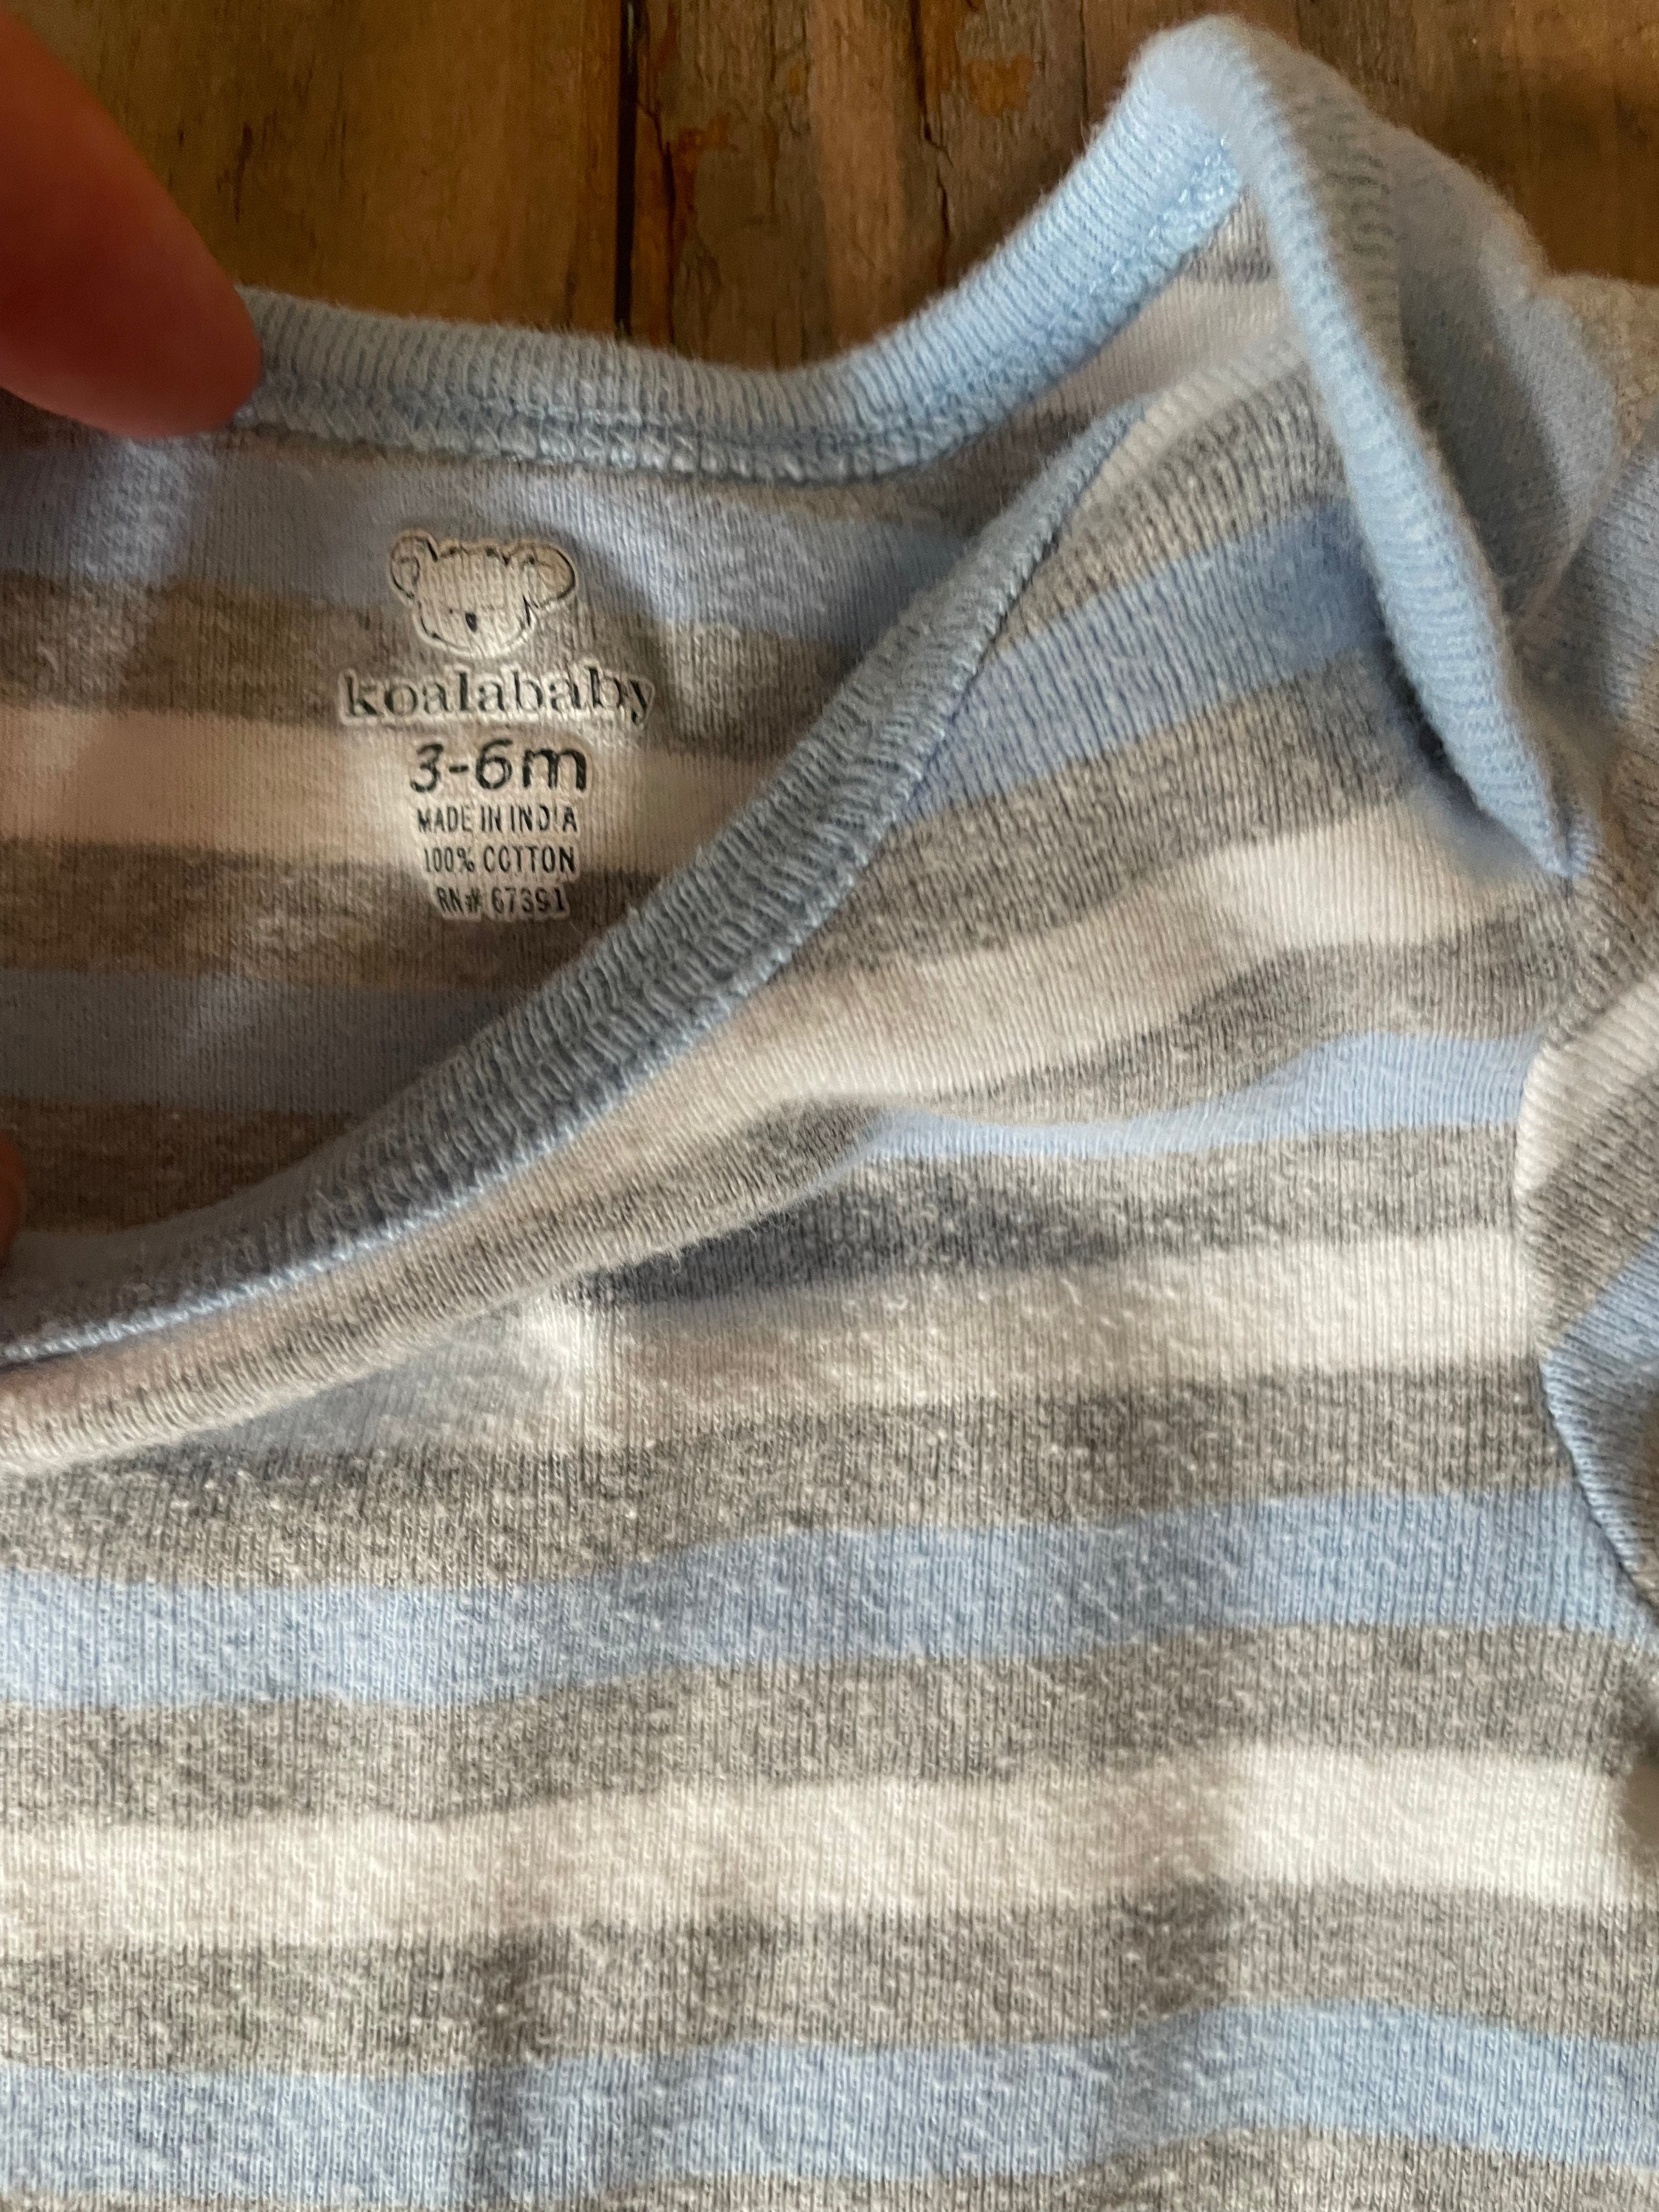 koalababy
3-6m
MADE IN INDIA
100% COTTON
RN# 67391